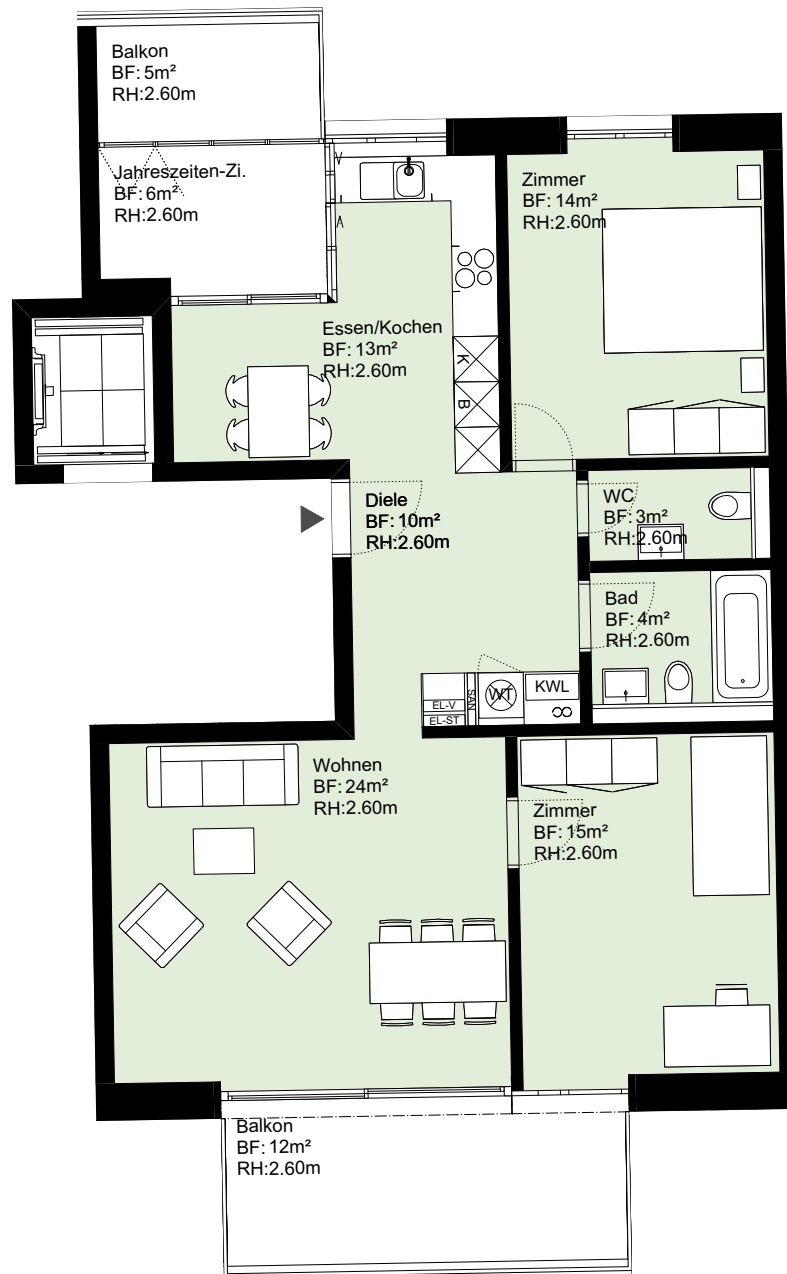 Balkon
BF: 5m²
RH:2.60m
Jahreszeiten-Zi.
BF: 6m²
RH:2.60m
Zimmer
BF: 14m²
RH:2.60m
Essen/Kochen
BF: 13m²
RH:2.60m
K
B
Diele
BF: 10m²
RH:2.60m
WC
BF: 3m²
RH:2.60m
Bad
BF: 4m²
RH:2.60m
EL-V
EL-ST
SAN
WT
KWL
Wohnen
BF: 24m²
RH:2.60m
Zimmer
BF: 15m²
RH:2.60m
Balkon
BF: 12m²
RH:2.60m